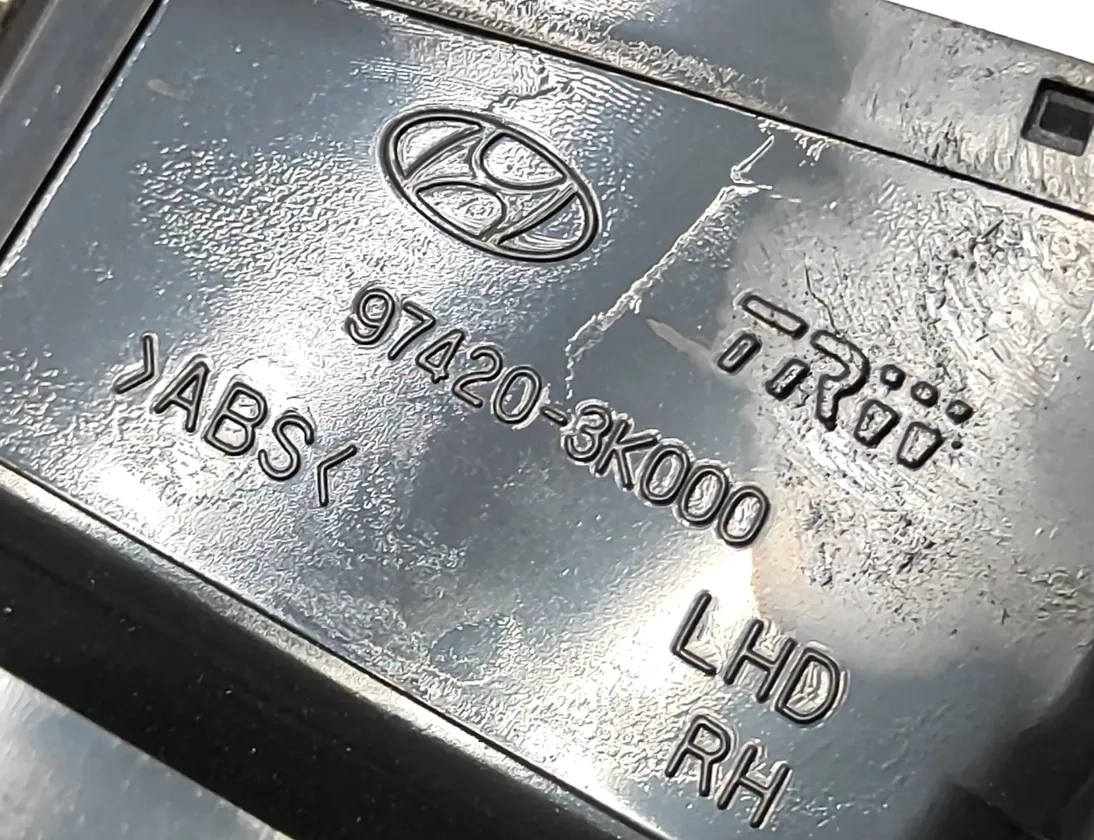 97420-3K000
>ABS<
TRW
LHD
RH